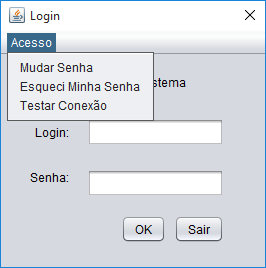 Login
Acesso
Mudar Senha
Esqueci Minha Senha
Testar Conexão
stema
Login:
Senha:
OK Sair